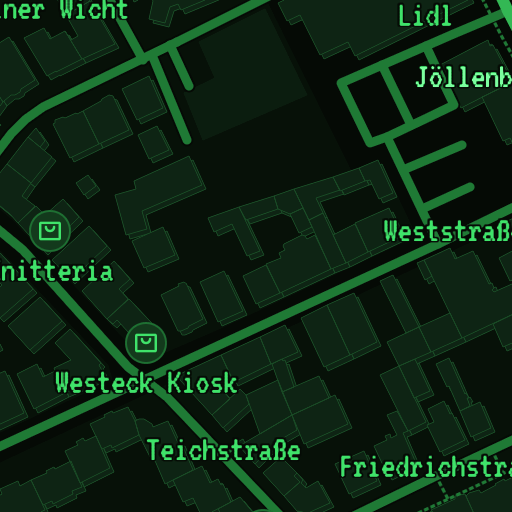 ner Wicht
Lidl
Jöllenb
Weststraß
nitteria
Westeck Kiosk
Teichstraße
Friedrichstra